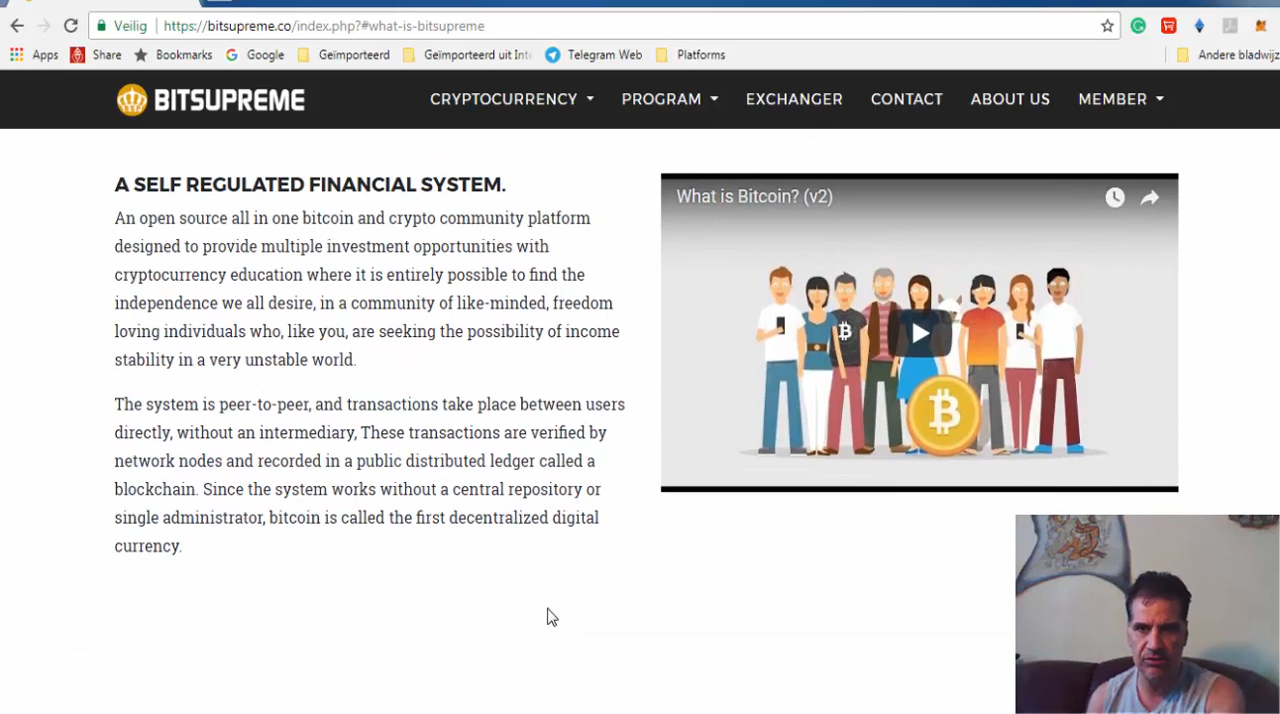 Veilig https://bitsupreme.co/index.php?#what-is-bitsupreme
Apps Share Bookmarks Google Geïmporteerd Geïmporteerd uit Int Telegram Web Platforms Andere bladwijz
BITSUPREME CRYPTOCURRENCY PROGRAM EXCHANGER CONTACT ABOUT US MEMBER
A SELF REGULATED FINANCIAL SYSTEM.
An open source all in one bitcoin and crypto community platform
designed to provide multiple investment opportunities with
cryptocurrency education where it is entirely possible to find the
independence we all desire, in a community of like-minded, freedom
loving individuals who, like you, are seeking the possibility of income
stability in a very unstable world.
The system is peer-to-peer, and transactions take place between users
directly, without an intermediary, These transactions are verified by
network nodes and recorded in a public distributed ledger called a
blockchain. Since the system works without a central repository or
single administrator, bitcoin is called the first decentralized digital
currency.
What is Bitcoin? (v2)